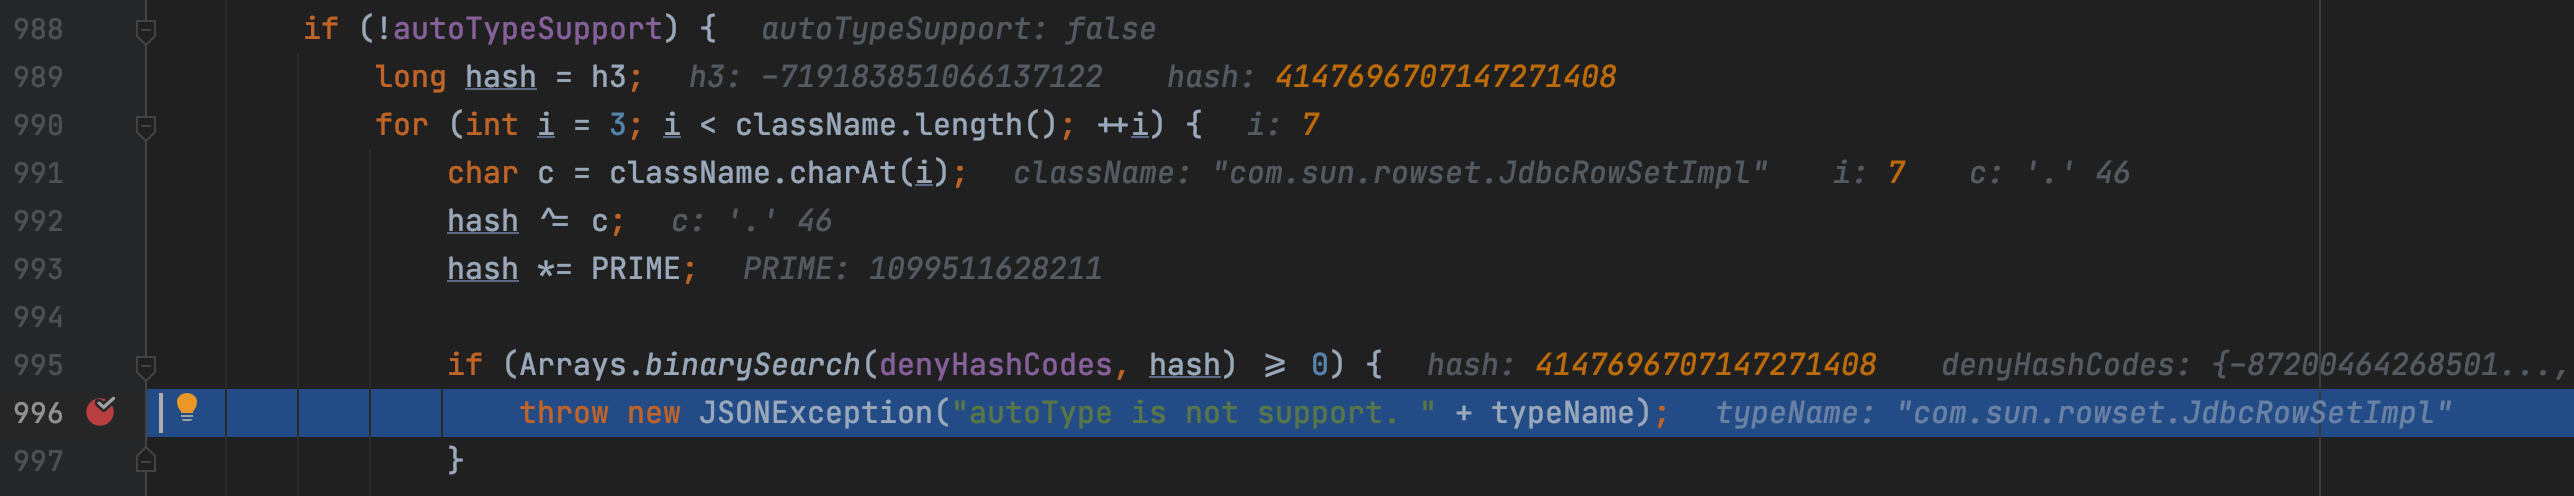 988 if (!autoTypeSupport) { autoTypeSupport: false
989 long hash = h3; h3: -719183851066137122 hash: 4147696707147271408
990 for (int i = 3; i < className.length(); ++i) { i: 7
991 char c = className.charAt(i); className: "com.sun.rowset.JdbcRowSetImpl" i: 7 c: '.' 46
992 hash ^= c; c: '.' 46
993 hash *= PRIME; PRIME: 1099511628211
994
995 if (Arrays.binarySearch(denyHashCodes, hash) >= 0) { hash: 4147696707147271408 denyHashCodes: {-87200464268501...,
996 throw new JSONException("autoType is not support. " + typeName); typeName: "com.sun.rowset.JdbcRowSetImpl"
997 }